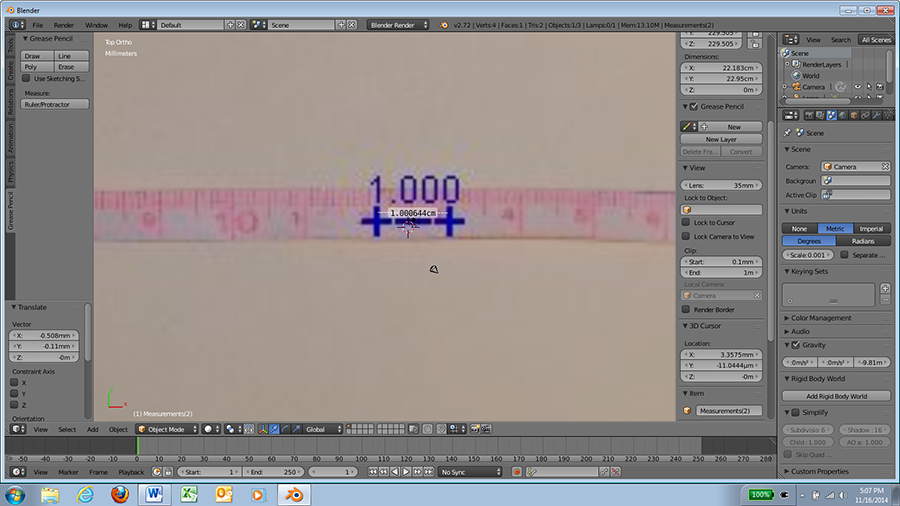 Blender
File Render Window Help Default Scene Blender Render v2.72 | Verts:4 | Faces:1 | Tris:2 | Objects:1/3 | Lamps:0/1 | Mem:13.10M | Measurements(2)
Tools
Create
Relations
Animation
Physics
Grease Pencil
Grease Pencil
Draw Line
Poly Erase
Use Sketching S...
Measure:
Ruler/Protractor
Translate
Vector
X: -0.508mm
Y: -0.11mm
Z: -0m
Constraint Axis
X
Y
Z
Orientation
Top Ortho
Millimeters
1.000
1.000644cm
9 10 1 4 5 6
(1) Measurements(2)
Y: 229.505
Z: 229.505
Dimensions:
X: 22.183cm
Y: 22.95cm
Z: 0m
Grease Pencil
New
New Layer
Delete Fra... Convert
View
Lens: 35mm
Lock to Object:
Lock to Cursor
Lock Camera to View
Clip:
Start: 0.1mm
End: 1m
Local Camera:
Camera
Render Border
3D Cursor
Location:
X: 3.3575mm
Y: -11.0444µm
Z: -0m
Item
Measurements(2)
View Search All Scenes
Scene
RenderLayers
World
Camera
Scene
Scene
Camera: Camera
Backgroun
Active Clip
Units
None Metric Imperial
Degrees Radians
Scale:0.001 Separate ...
Keying Sets
Color Management
Audio
Gravity
:0m/s² :0m/s² -9.81m
Rigid Body World
Add Rigid Body World
Simplify
Subdivisio: 6 Shadow :16
Child : 1.000 AO a: 1.000
Skip Quad ...
Custom Properties
View Select Add Object Object Mode Global
-50 -40 -30 -20 -10 0 10 20 30 40 50 60 70 80 90 100 110 120 130 140 150 160 170 180 190 200 210 220 230 240 250 260 270 280
View Marker Frame Playback Start: 1 End: 250 1 No Sync
100% 5:07 PM
11/16/2014